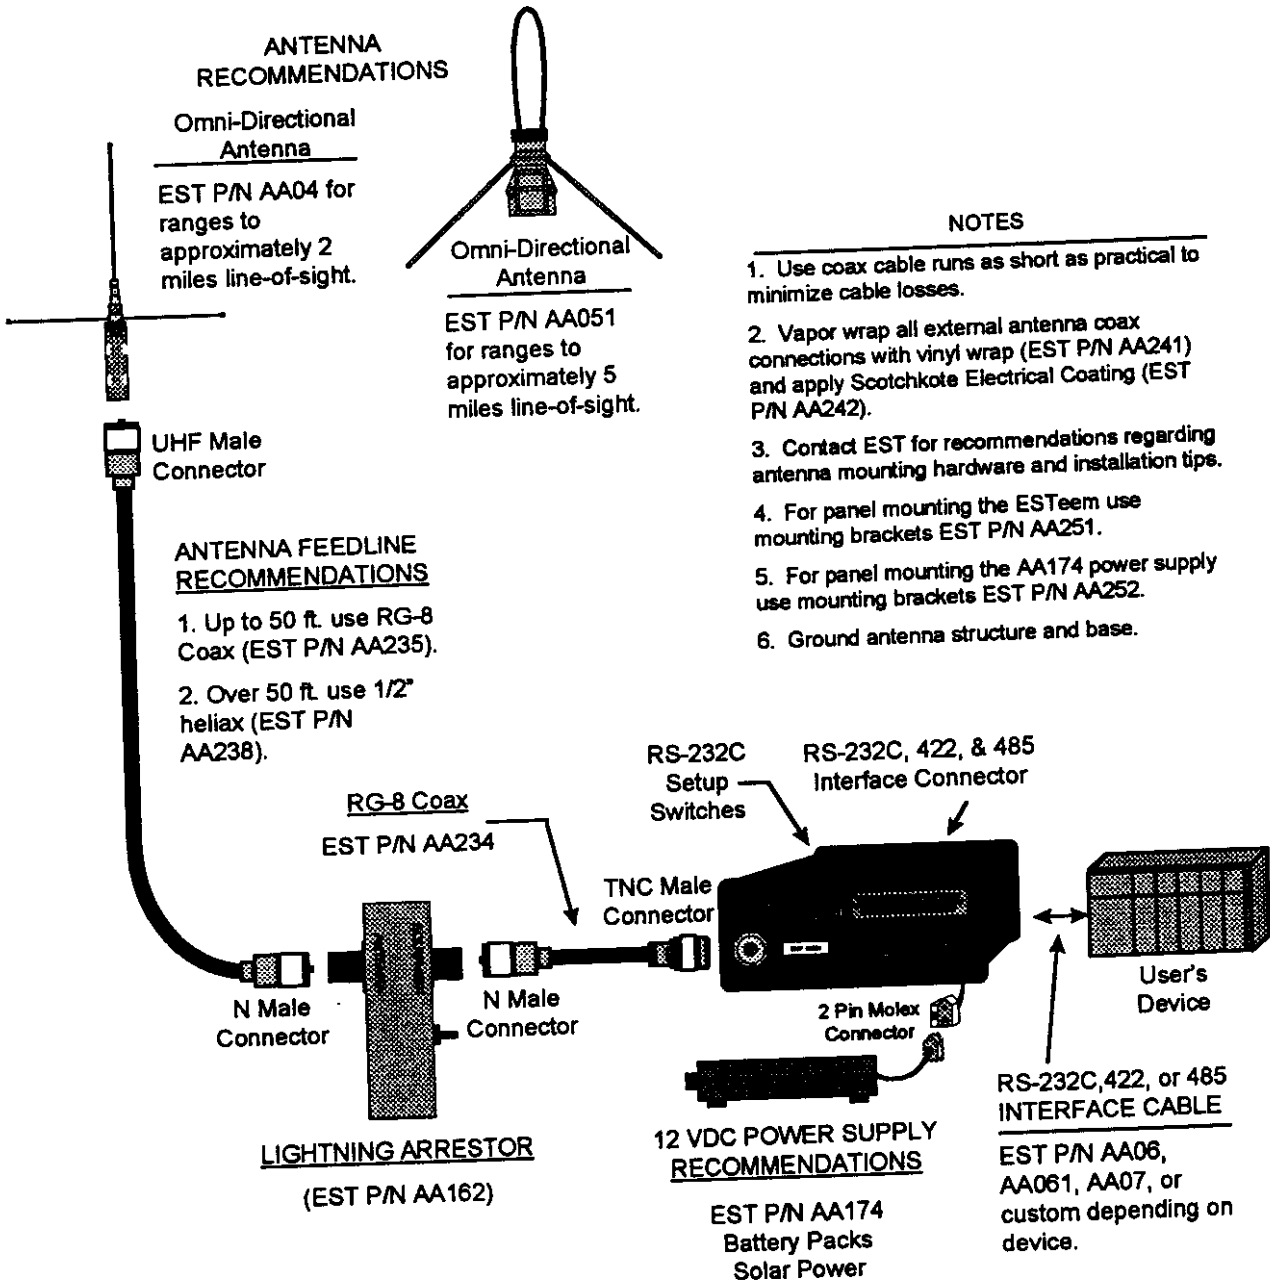 ANTENNA
RECOMMENDATIONS
Omni-Directional
Antenna
EST P/N AA04 for
ranges to
approximately 2
miles line-of-sight.
Omni-Directional
Antenna
EST P/N AA051
for ranges to
approximately 5
miles line-of-sight.
NOTES
1. Use coax cable runs as short as practical to
minimize cable losses.
2. Vapor wrap all external antenna coax
connections with vinyl wrap (EST P/N AA241)
and apply Scotchkote Electrical Coating (EST
P/N AA242).
3. Contact EST for recommendations regarding
antenna mounting hardware and installation tips.
4. For panel mounting the ESTeem use
mounting brackets EST P/N AA251.
5. For panel mounting the AA174 power supply
use mounting brackets EST P/N AA252.
6. Ground antenna structure and base.
UHF Male
Connector
ANTENNA FEEDLINE
RECOMMENDATIONS
1. Up to 50 ft. use RG-8
Coax (EST P/N AA235).
2. Over 50 ft. use 1/2"
heliax (EST P/N
AA238).
RG-8 Coax
EST P/N AA234
RS-232C
Setup
Switches
RS-232C, 422, & 485
Interface Connector
TNC Male
Connector
N Male
Connector
N Male
Connector
2 Pin Molex
Connector
User's
Device
LIGHTNING ARRESTOR
(EST P/N AA162)
12 VDC POWER SUPPLY
RECOMMENDATIONS
EST P/N AA174
Battery Packs
Solar Power
RS-232C,422, or 485
INTERFACE CABLE
EST P/N AA06,
AA061, AA07, or
custom depending on
device.